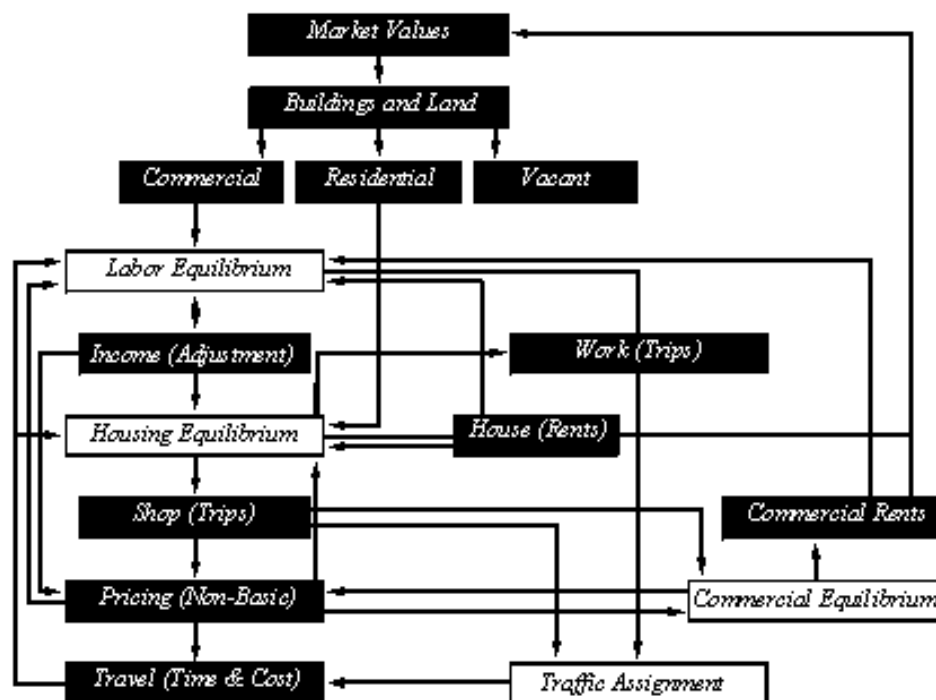 Market Values
Buildings and Land
Commercial
Residential
Vacant
Labor Equilibrium
Income (Adjustment)
Work (Trips)
Housing Equilibrium
House (Rents)
Shop (Trips)
Commercial Rents
Pricing (Non-Basic)
Commercial Equilibrium
Travel (Time & Cost)
Traffic Assignment